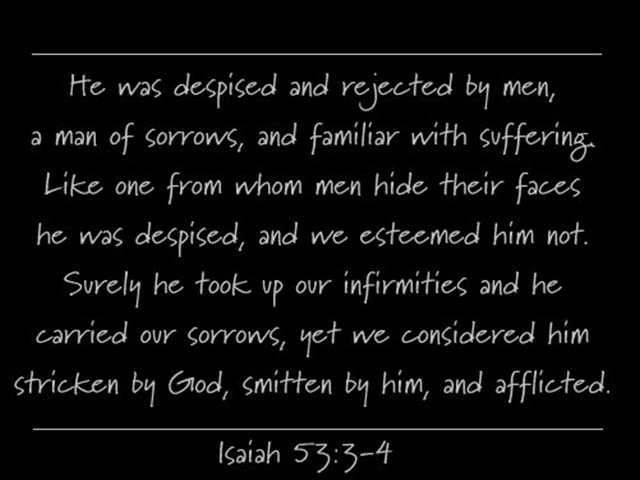 He was despised and rejected by men,
a man of sorrows, and familiar with suffering.
Like one from whom men hide their faces
he was despised, and we esteemed him not.
Surely he took up our infirmities and he
carried our sorrows, yet we considered him
stricken by God, smitten by him, and afflicted.
Isaiah 53:3-4